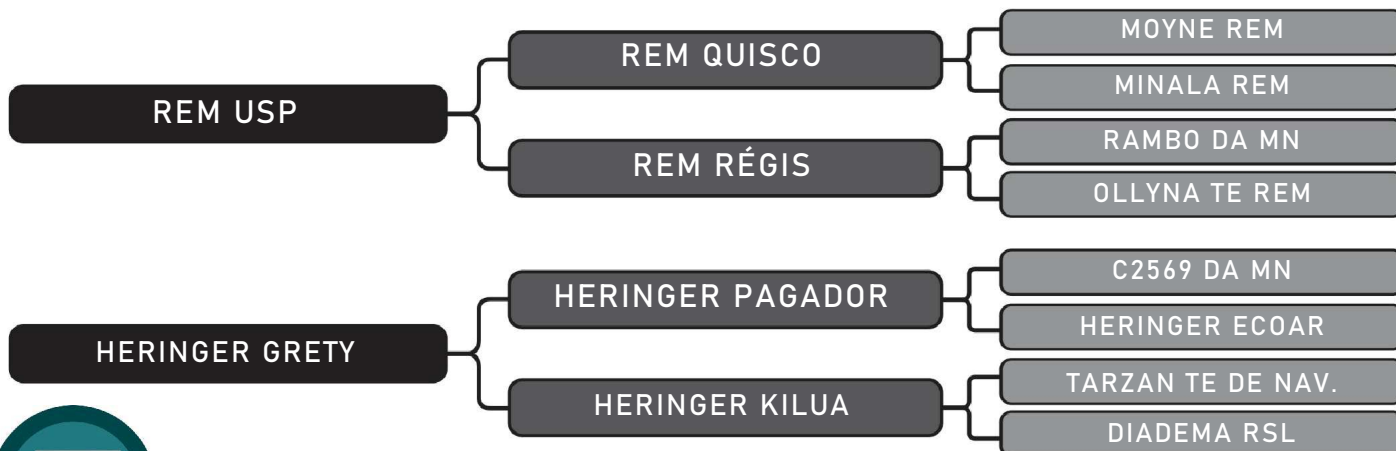 MOYNE REM
REM QUISCO
MINALA REM
REM USP
RAMBO DA MN
REM RÉGIS
OLLYNA TE REM
C2569 DA MN
HERINGER PAGADOR
HERINGER ECOAR
HERINGER GRETY
TARZAN TE DE NAV.
HERINGER KILUA
DIADEMA RSL